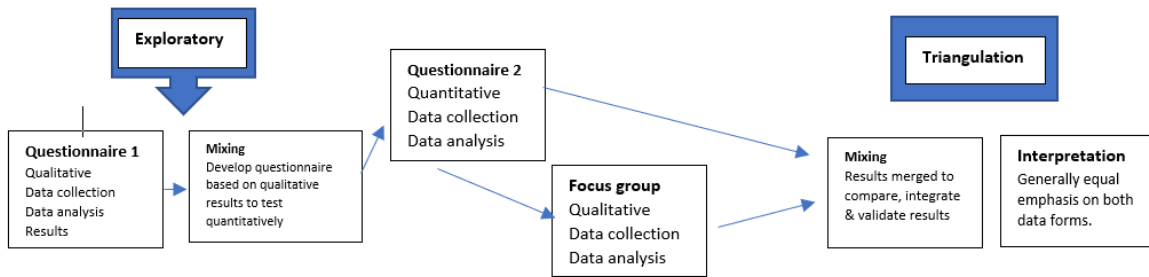 Exploratory
Questionnaire 1
Qualitative
Data collection
Data analysis
Results
Mixing
Develop questionnaire
based on qualitative
results to test
quantitatively
Questionnaire 2
Quantitative
Data collection
Data analysis
Focus group
Qualitative
Data collection
Data analysis
Triangulation
Mixing
Results merged to
compare, integrate
& validate results
Interpretation
Generally equal
emphasis on both
data forms.